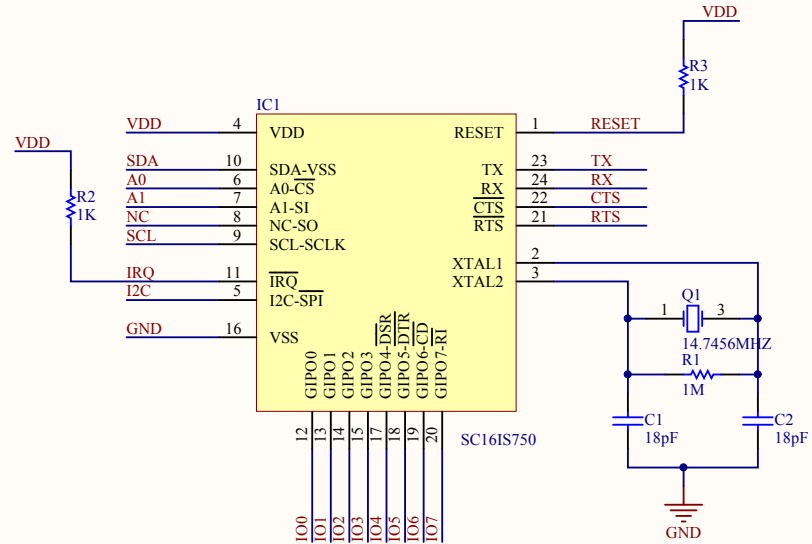 VDD
R3
1K
IC1
VDD 4 VDD RESET 1 RESET
VDD
R2
1K
SDA 10 SDA-VSS TX 23 TX
A0 6 A0-CS RX 24 RX
A1 7 A1-SI CTS 22 CTS
NC 8 NC-SO RTS 21 RTS
SCL 9 SCL-SCLK
XTAL1 2
IRQ 11 IRQ XTAL2 3
I2C 5 I2C-SPI
GND 16 VSS
1 Q1 3
14.7456MHZ
R1
1M
C1
18pF
C2
18pF
GND
GIPO0 12 IO0
GIPO1 13 IO1
GIPO2 14 IO2
GIPO3 15 IO3
GIPO4-DSR 17 IO4
GIPO5-DTR 18 IO5
GIPO6-CD 19 IO6
GIPO7-RI 20 IO7
SC16IS750